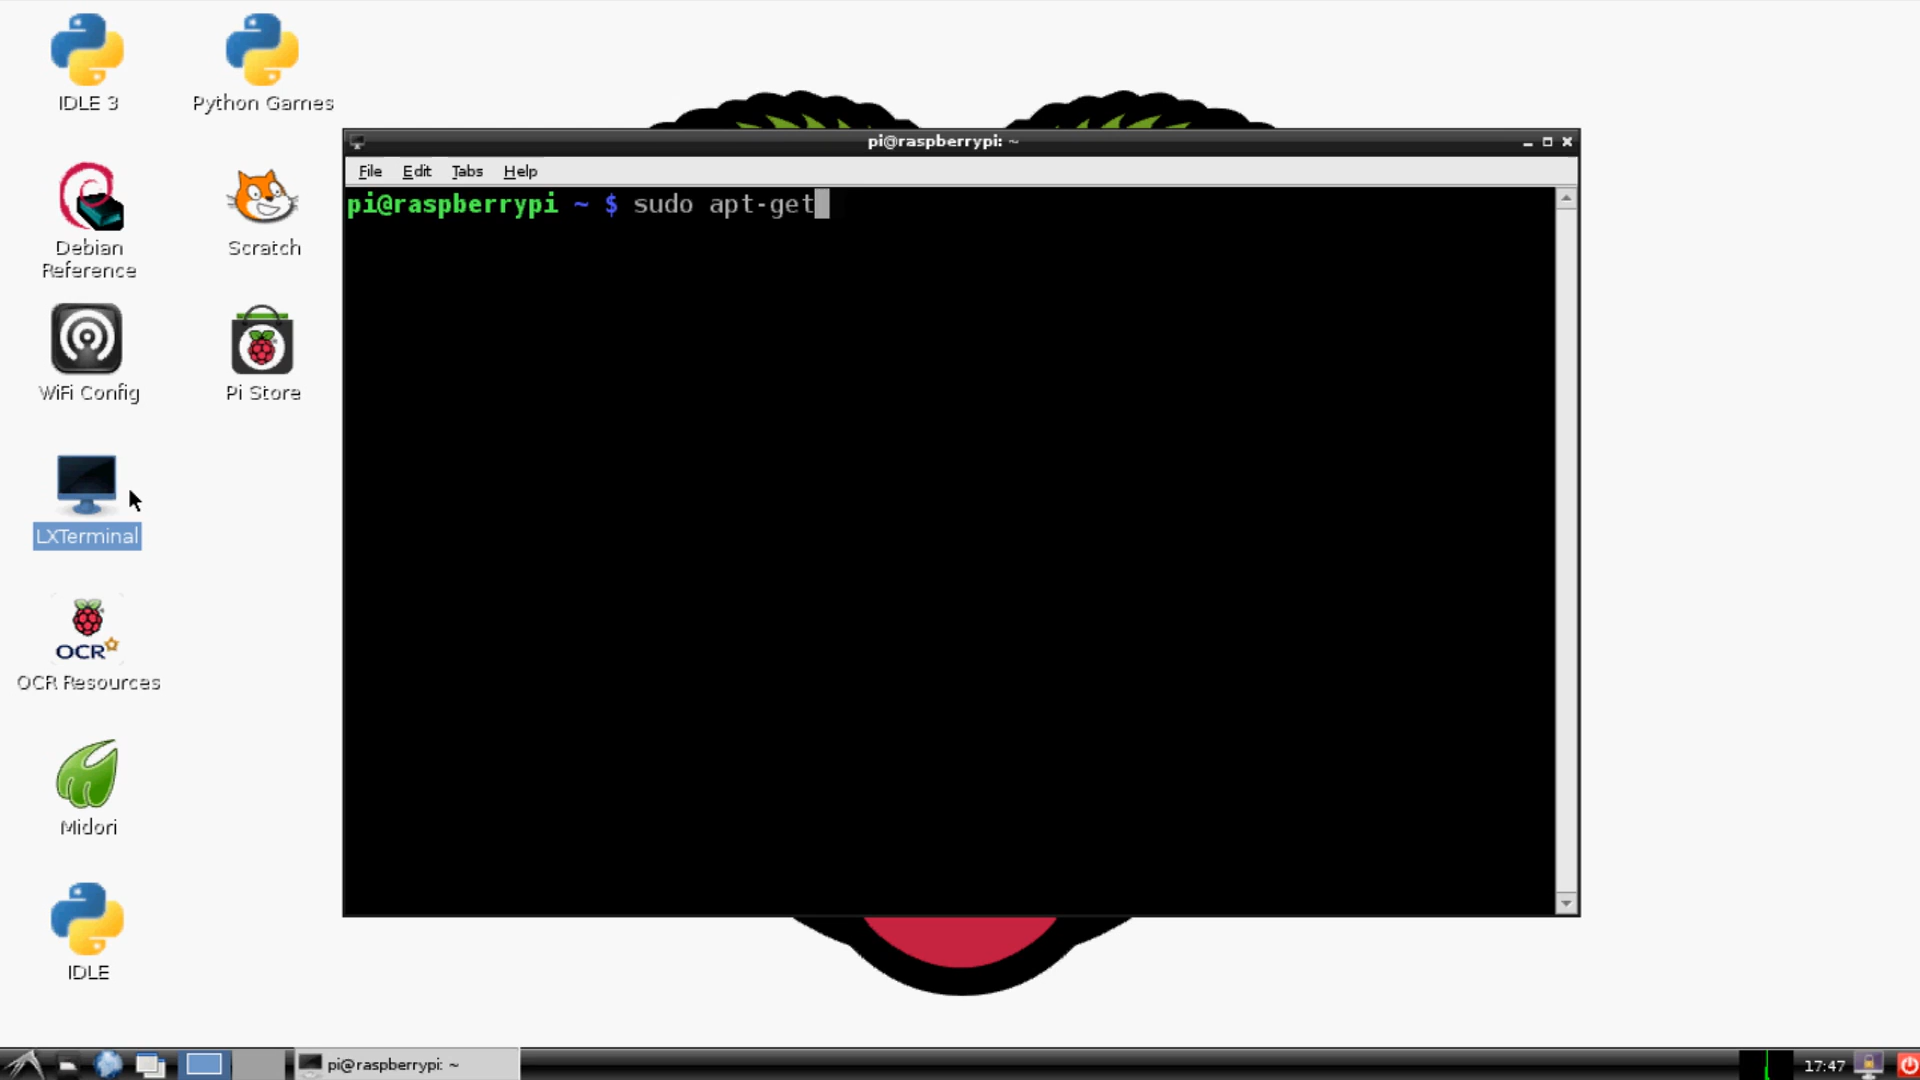 IDLE 3
Python Games
Debian
Reference
Scratch
WiFi Config
Pi Store
LXTerminal
OCR
OCR Resources
Midori
IDLE
pi@raspberrypi: ~
File Edit Tabs Help
pi@raspberrypi ~ $ sudo apt-get
pi@raspberrypi: ~
17:47